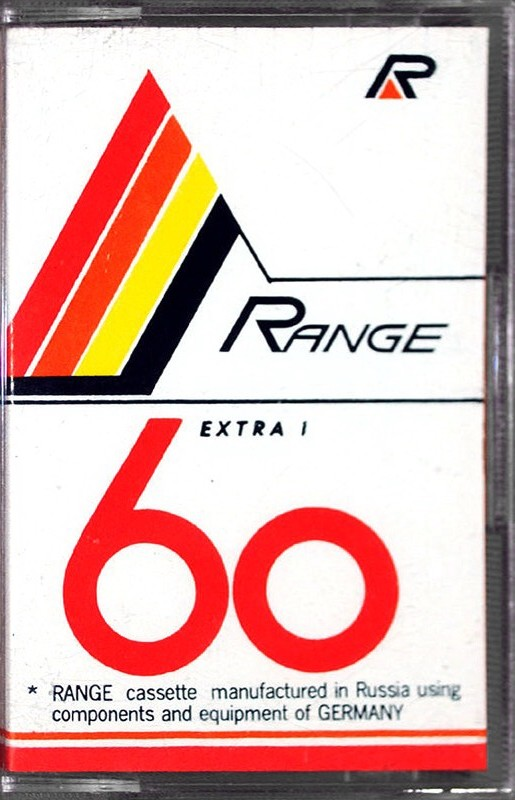 R
RANGE
EXTRA I
60
* RANGE cassette manufactured in Russia using
components and equipment of GERMANY